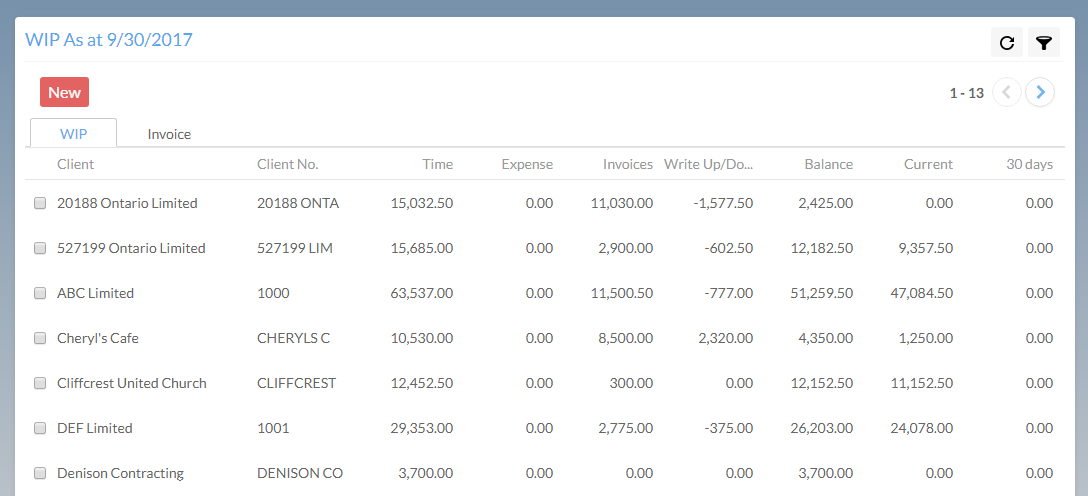 WIP As at 9/30/2017
New
1 - 13
WIP Invoice
Client Client No. Time Expense Invoices Write Up/Do... Balance Current 30 days
20188 Ontario Limited 20188 ONTA 15,032.50 0.00 11,030.00 -1,577.50 2,425.00 0.00 0.00
527199 Ontario Limited 527199 LIM 15,685.00 0.00 2,900.00 -602.50 12,182.50 9,357.50 0.00
ABC Limited 1000 63,537.00 0.00 11,500.50 -777.00 51,259.50 47,084.50 0.00
Cheryl's Cafe CHERYLS C 10,530.00 0.00 8,500.00 2,320.00 4,350.00 1,250.00 0.00
Cliffcrest United Church CLIFFCREST 12,452.50 0.00 300.00 0.00 12,152.50 11,152.50 0.00
DEF Limited 1001 29,353.00 0.00 2,775.00 -375.00 26,203.00 24,078.00 0.00
Denison Contracting DENISON CO 3,700.00 0.00 0.00 0.00 3,700.00 0.00 0.00